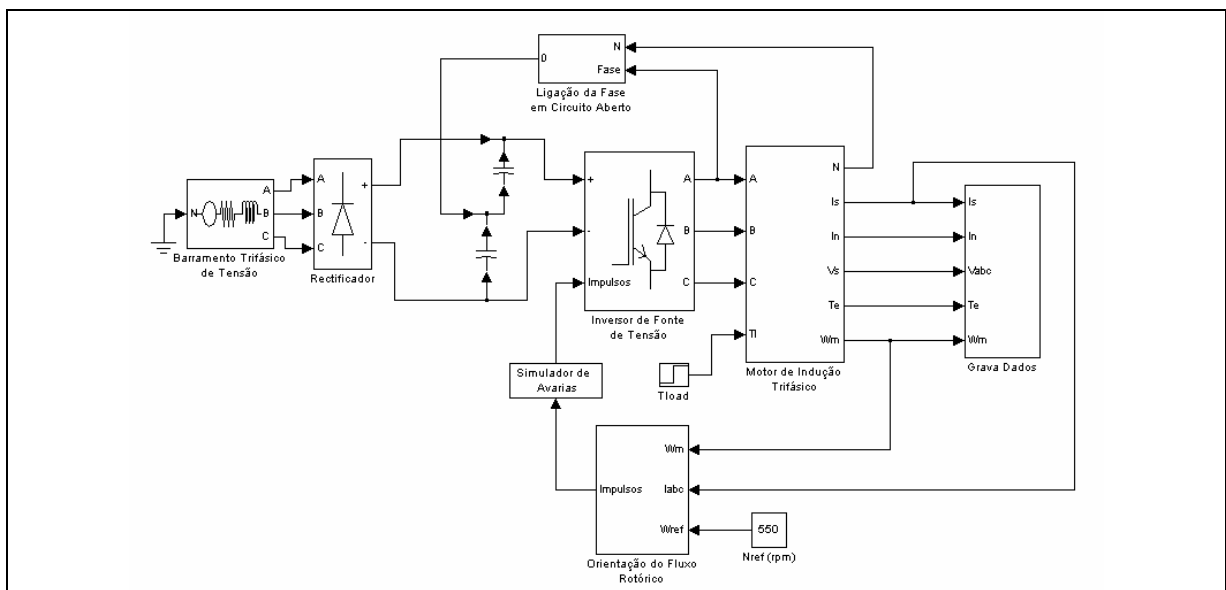 N
0
Fase
Ligação da Fase
em Circuito Aberto
N
A
B
C
Barramento Trifásico
de Tensão
A
B
C
+
-
Rectificador
+
-
Impulsos
A
B
C
Inversor de Fonte
de Tensão
A
B
C
Tl
N
Is
In
Vs
Te
Wm
Motor de Indução
Trifásico
Is
In
Vabc
Te
Wm
Grava Dados
Simulador de
Avarias
Tload
Impulsos
Wm
Iabc
Wref
Orientação do Fluxo
Rotórico
550
Nref (rpm)